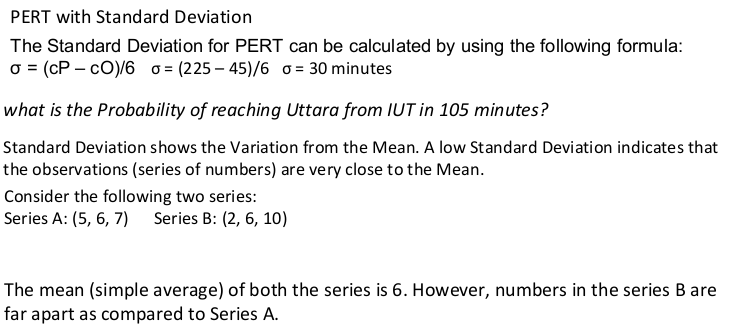 PERT with Standard Deviation
The Standard Deviation for PERT can be calculated by using the following formula:
σ = (cP – cO)/6 σ = (225 – 45)/6 σ = 30 minutes
what is the Probability of reaching Uttara from IUT in 105 minutes?
Standard Deviation shows the Variation from the Mean. A low Standard Deviation indicates that
the observations (series of numbers) are very close to the Mean.
Consider the following two series:
Series A: (5, 6, 7) Series B: (2, 6, 10)
The mean (simple average) of both the series is 6. However, numbers in the series B are
far apart as compared to Series A.